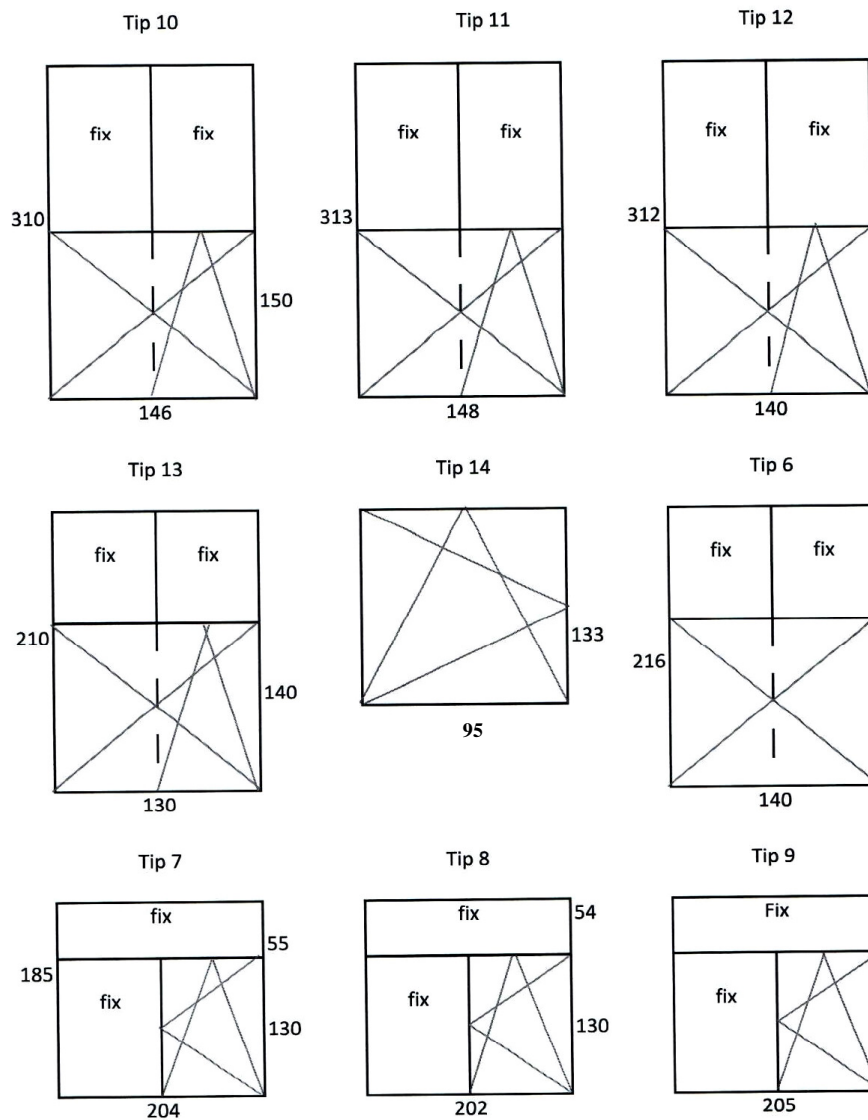 Tip 10
Tip 11
Tip 12
fix fix
fix fix
fix fix
310
313
312
150
146
148
140
Tip 13
Tip 14
Tip 6
fix fix
fix fix
210
133
216
140
95
130
140
Tip 7
Tip 8
Tip 9
fix
fix
Fix
55
54
185
fix
fix
fix
130
130
204
202
205